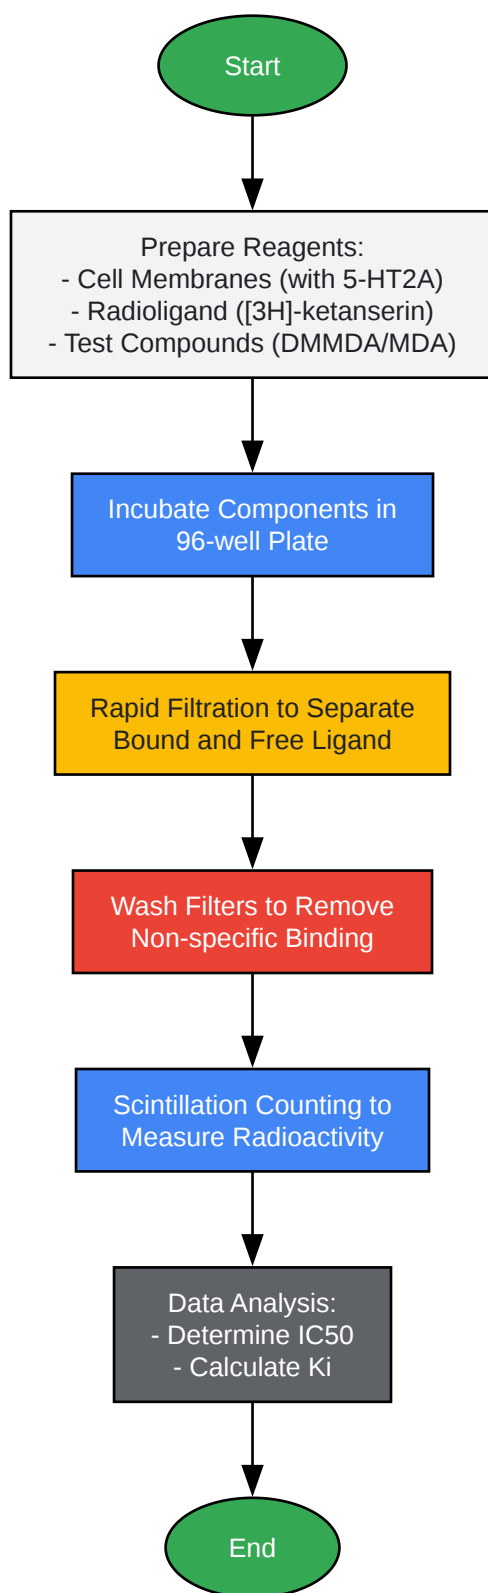 Start
Prepare Reagents:
- Cell Membranes (with 5-HT2A)
- Radioligand ([3H]-ketanserin)
- Test Compounds (DMMDA/MDA)
Incubate Components in
96-well Plate
Rapid Filtration to Separate
Bound and Free Ligand
Wash Filters to Remove
Non-specific Binding
Scintillation Counting to
Measure Radioactivity
Data Analysis:
- Determine IC50
- Calculate Ki
End